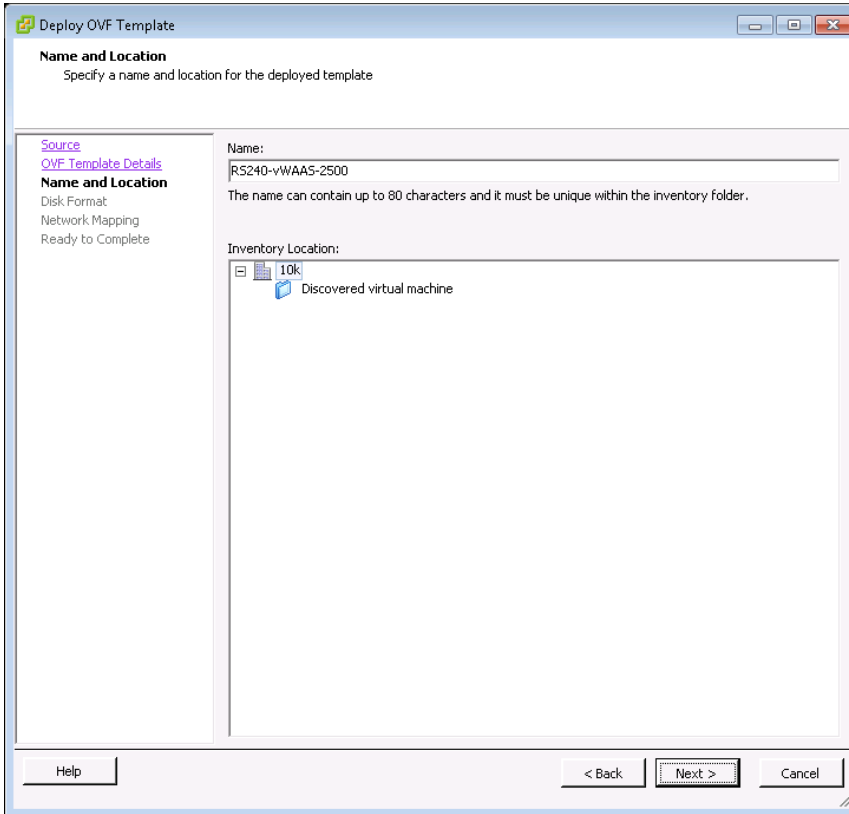 Deploy OVF Template
Name and Location
Specify a name and location for the deployed template
Source
OVF Template Details
Name and Location
Disk Format
Network Mapping
Ready to Complete
Name:
RS240-vWAAS-2500
The name can contain up to 80 characters and it must be unique within the inventory folder.
Inventory Location:
10k
Discovered virtual machine
Help
< Back
Next >
Cancel